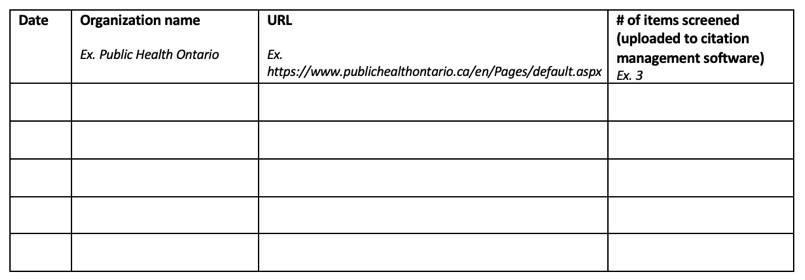 Date
Organization name
Ex. Public Health Ontario
URL
Ex.
https://www.publichealthontario.ca/en/Pages/default.aspx
# of items screened
(uploaded to citation
management software)
Ex. 3